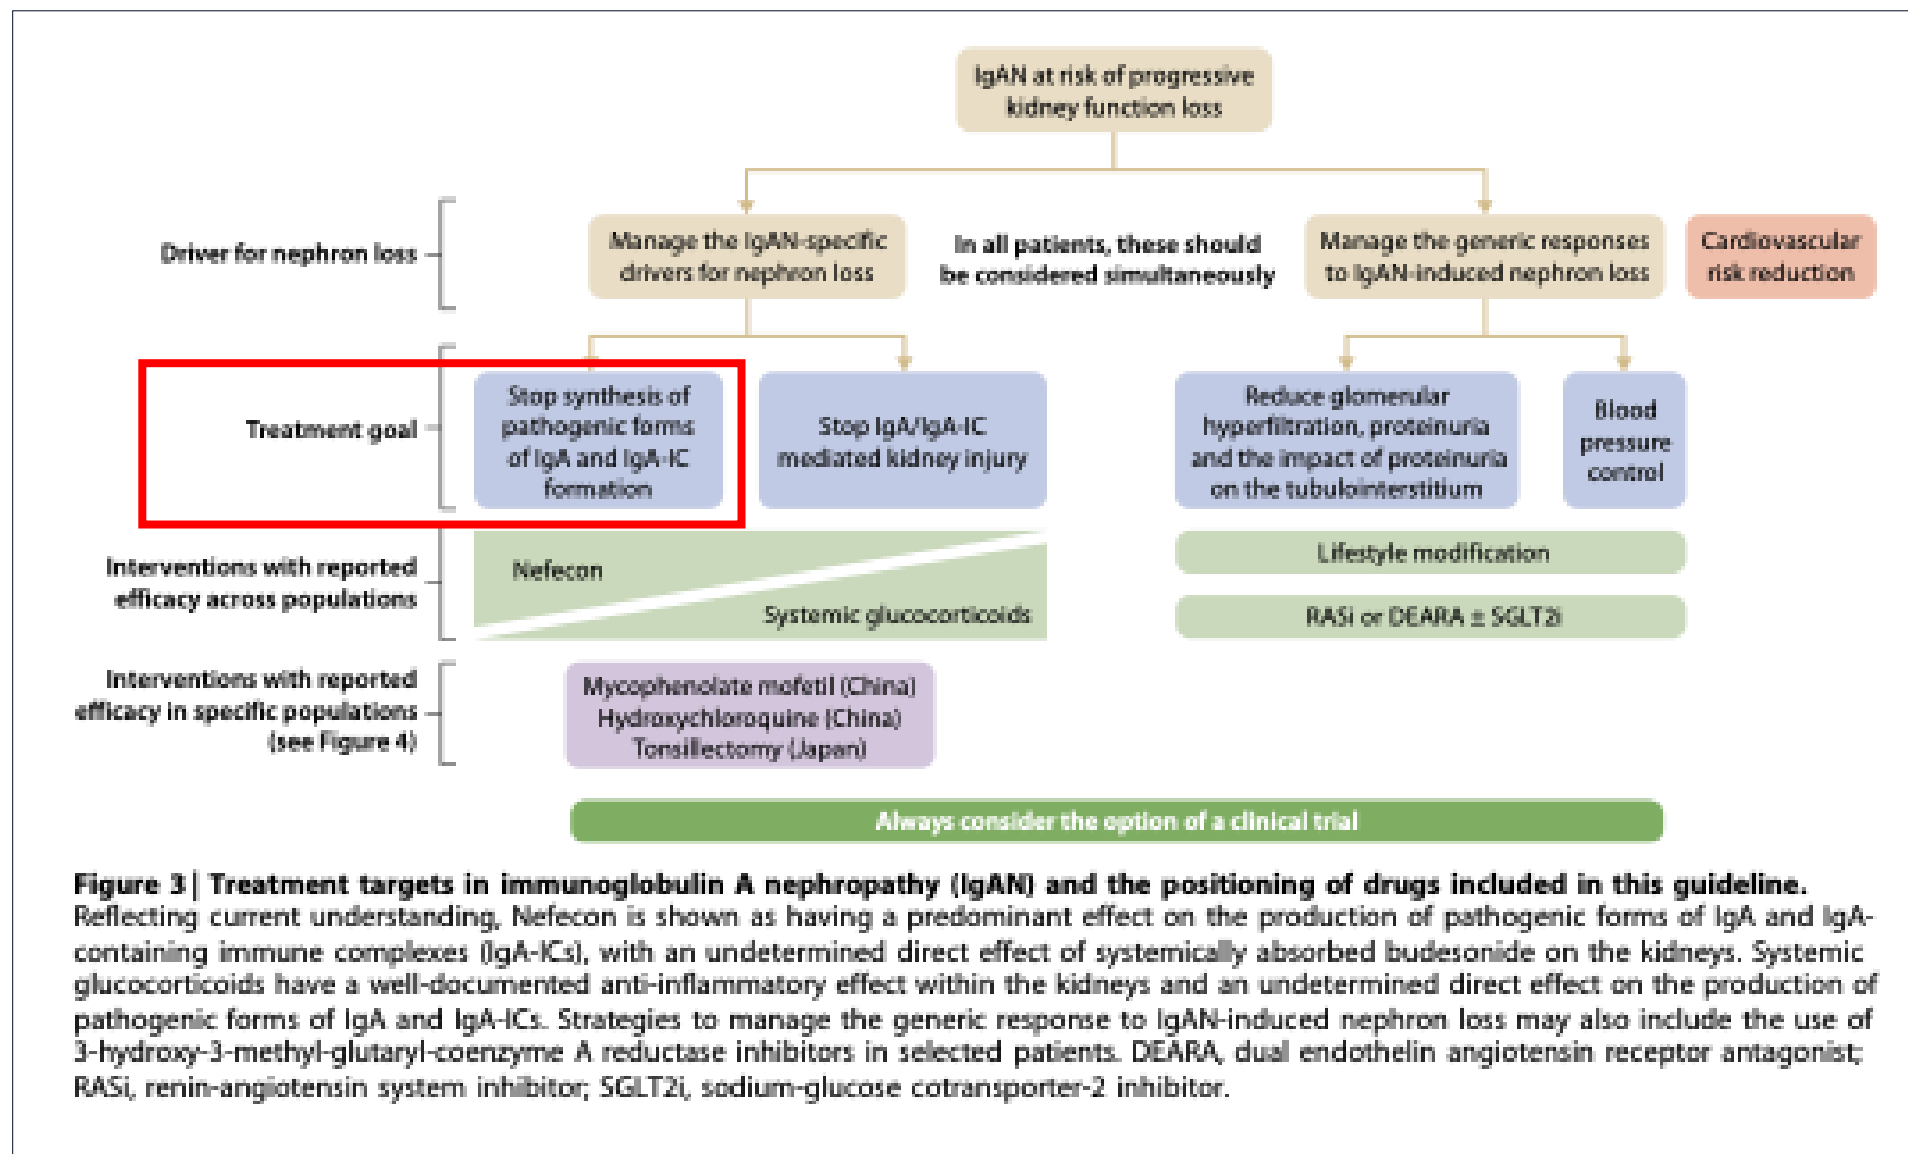 IgAN at risk of progressive
kidney function loss
Driver for nephron loss
Manage the IgAN-specific
drivers for nephron loss
In all patients, these should
be considered simultaneously
Manage the generic responses
to IgAN-induced nephron loss
Cardiovascular
risk reduction
Treatment goal
Stop synthesis of
pathogenic forms
of IgA and IgA-IC
formation
Stop IgA/IgA-IC
mediated kidney injury
Reduce glomerular
hyperfiltration, proteinuria
and the impact of proteinuria
on the tubulointerstitium
Blood
pressure
control
Interventions with reported
efficacy across populations
Nefecon
Systemic glucocorticoids
Lifestyle modification
RASi or DEARA ± SGLT2i
Interventions with reported
efficacy in specific populations
(see Figure 4)
Mycophenolate mofetil (China)
Hydroxychloroquine (China)
Tonsillectomy (Japan)
Always consider the option of a clinical trial
Figure 3 | Treatment targets in immunoglobulin A nephropathy (IgAN) and the positioning of drugs included in this guideline.
Reflecting current understanding, Nefecon is shown as having a predominant effect on the production of pathogenic forms of IgA and IgA-
containing immune complexes (IgA-ICs), with an undetermined direct effect of systemically absorbed budesonide on the kidneys. Systemic
glucocorticoids have a well-documented anti-inflammatory effect within the kidneys and an undetermined direct effect on the production of
pathogenic forms of IgA and IgA-ICs. Strategies to manage the generic response to IgAN-induced nephron loss may also include the use of
3-hydroxy-3-methyl-glutaryl-coenzyme A reductase inhibitors in selected patients. DEARA, dual endothelin angiotensin receptor antagonist;
RASi, renin-angiotensin system inhibitor; SGLT2i, sodium-glucose cotransporter-2 inhibitor.